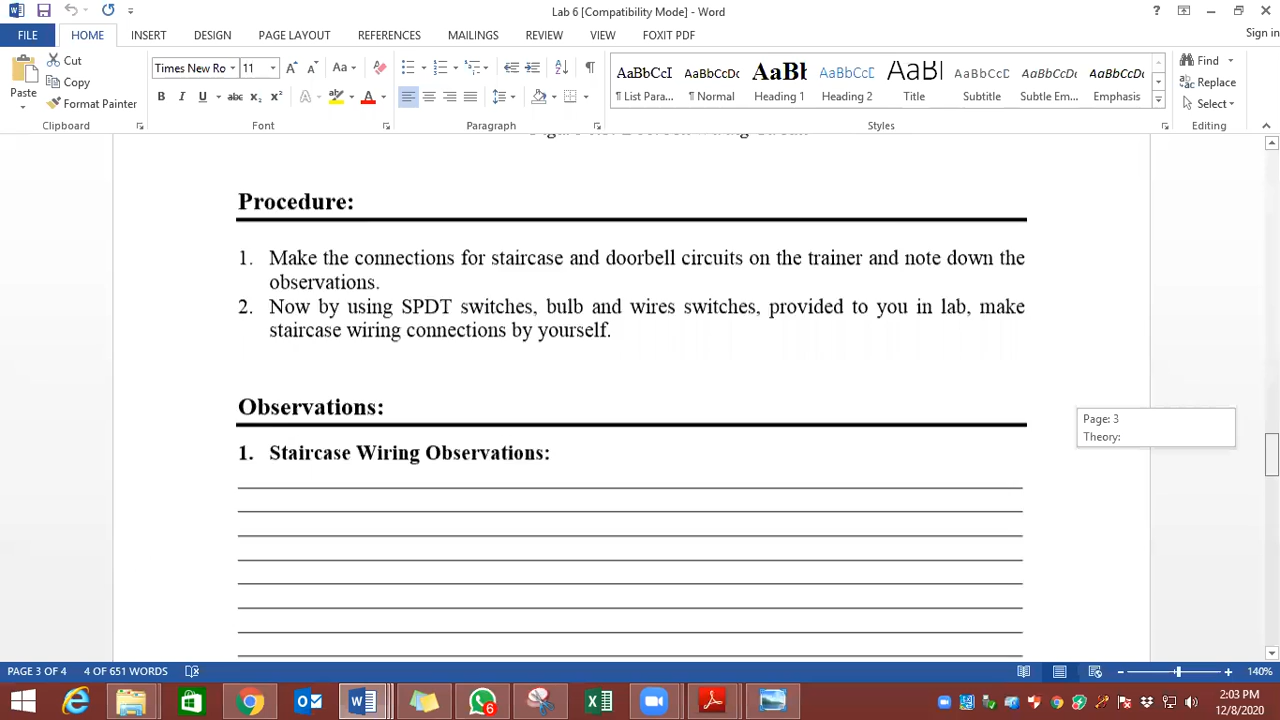 Lab 6 [Compatibility Mode] - Word
?
FILE HOME INSERT DESIGN PAGE LAYOUT REFERENCES MAILINGS REVIEW VIEW FOXIT PDF Sign in
Paste
Cut
Copy
Format Painter
Clipboard
Times New Ro 11
Font
Paragraph
AaBbCcI AaBbCcDc AaBb AaBbCcD AaBl AaBbCcD AaBbCcDc AaBbCcDc
¶ List Para... ¶ Normal Heading 1 Heading 2 Title Subtitle Subtle Em... Emphasis
Styles
Find
Replace
Select
Editing
Procedure:
1. Make the connections for staircase and doorbell circuits on the trainer and note down the
observations.
2. Now by using SPDT switches, bulb and wires switches, provided to you in lab, make
staircase wiring connections by yourself.
Observations:
1. Staircase Wiring Observations:
Page: 3
Theory:
PAGE 3 OF 4 4 OF 651 WORDS 140%
6
2:03 PM
12/8/2020